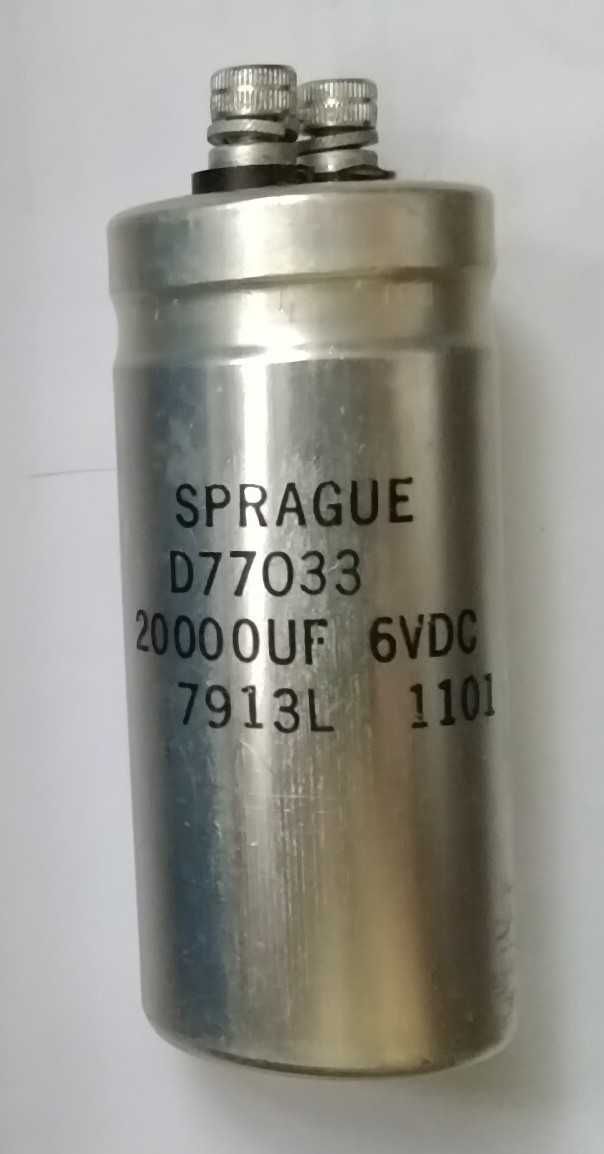 SPRAGUE
D77033
20000UF 6VDC
7913L 1101